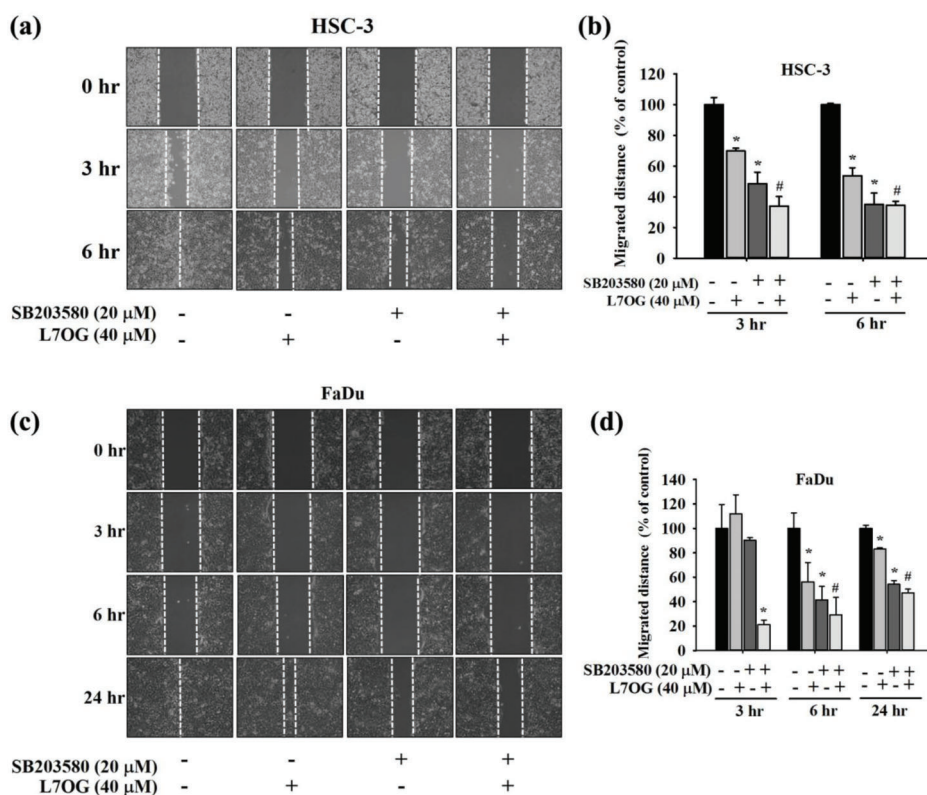 (a)
HSC-3
0 hr
3 hr
6 hr
SB203580 (20 μM) - - + +
L7OG (40 μM) - + - +
(b)
HSC-3
Migrated distance (% of control)
120
100
80
60
40
20
0
* * # * * #
SB203580 (20 μM) - - + + - - + +
L7OG (40 μM) - + - + - + - +
3 hr 6 hr
(c)
FaDu
0 hr
3 hr
6 hr
24 hr
SB203580 (20 μM) - - + +
L7OG (40 μM) - + - +
(d)
FaDu
Migrated distance (% of control)
140
120
100
80
60
40
20
0
* * * # * * #
SB203580 (20 μM) - - + + - - + + - - + +
L7OG (40 μM) - + - + - + - + - + - +
3 hr 6 hr 24 hr